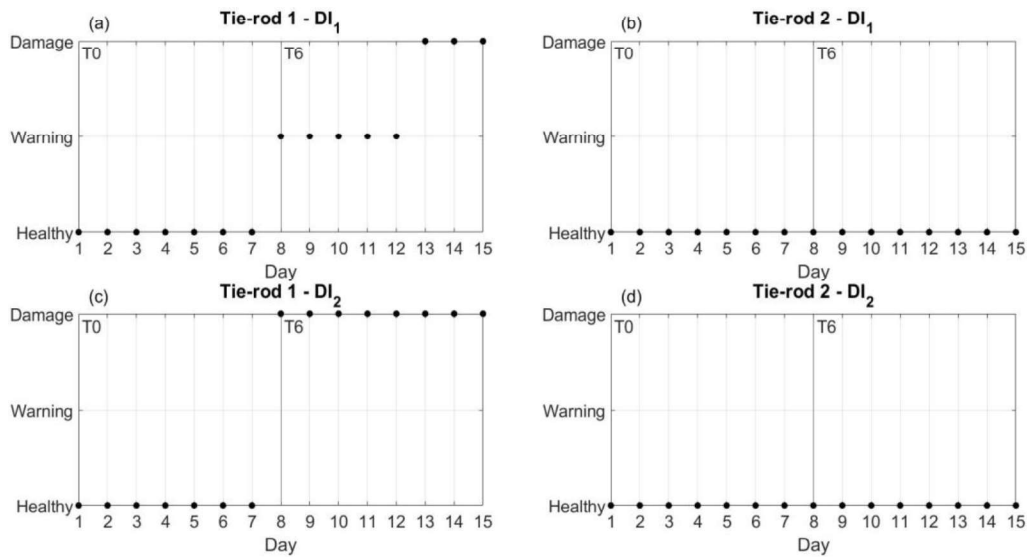 (a) Tie-rod 1 - DI1
Damage
T0 T6
Warning
Healthy
1 2 3 4 5 6 7 8 9 10 11 12 13 14 15
Day
(b) Tie-rod 2 - DI1
Damage
T0 T6
Warning
Healthy
1 2 3 4 5 6 7 8 9 10 11 12 13 14 15
Day
(c) Tie-rod 1 - DI2
Damage
T0 T6
Warning
Healthy
1 2 3 4 5 6 7 8 9 10 11 12 13 14 15
Day
(d) Tie-rod 2 - DI2
Damage
T0 T6
Warning
Healthy
1 2 3 4 5 6 7 8 9 10 11 12 13 14 15
Day